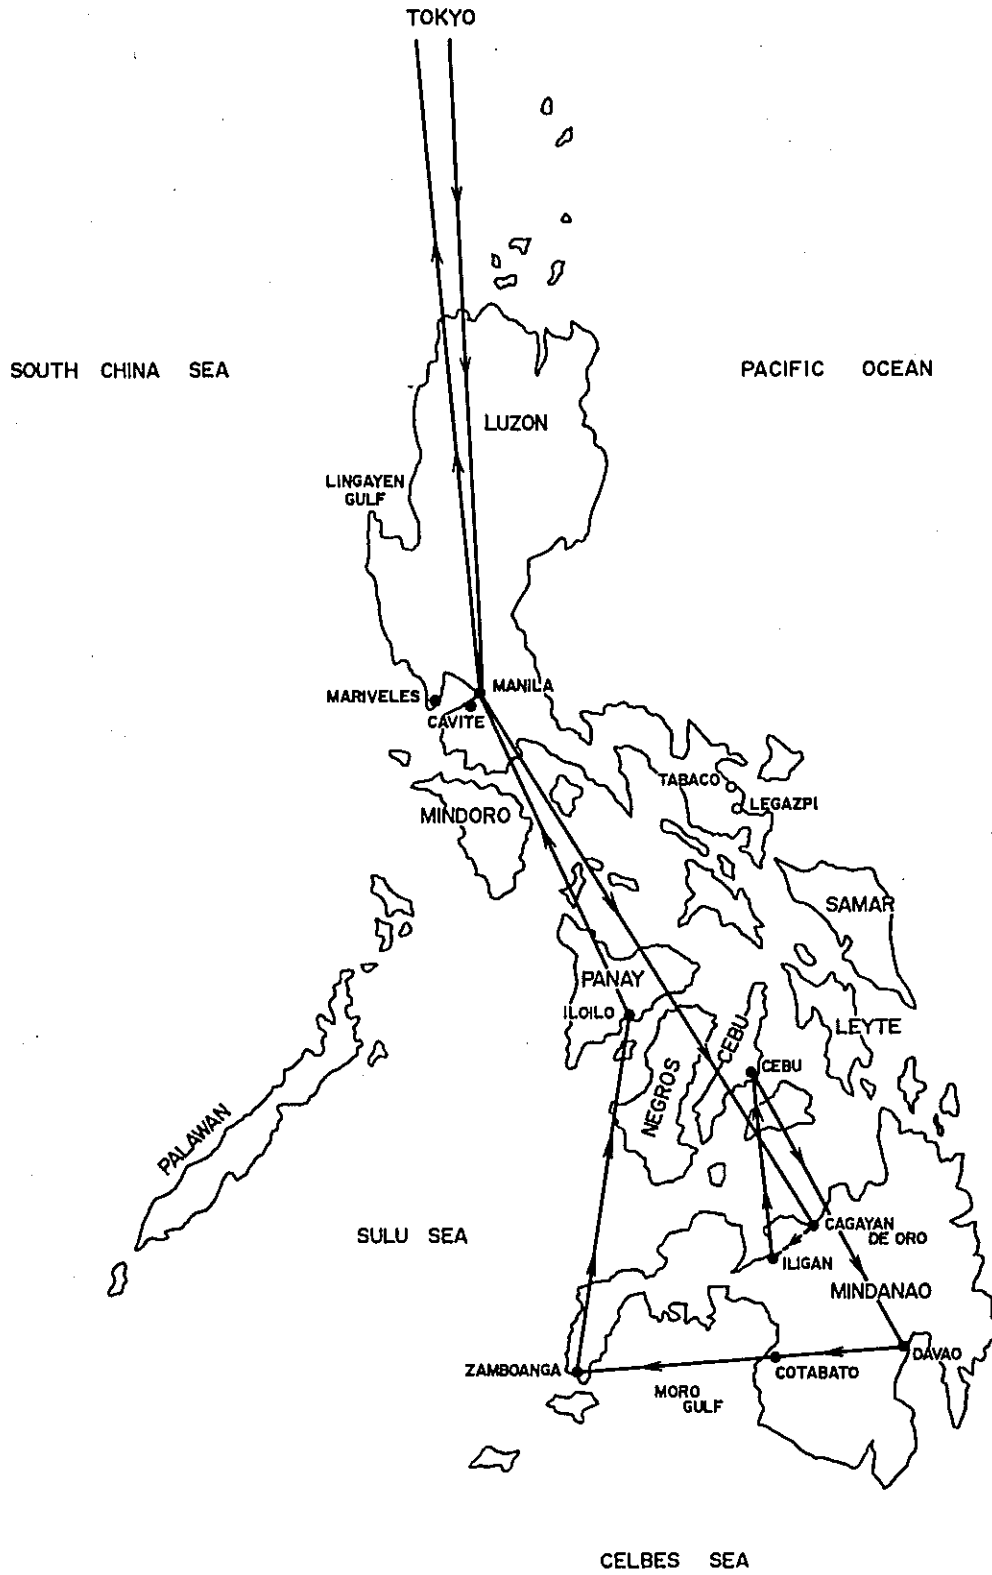 TOKYO
SOUTH CHINA SEA
PACIFIC OCEAN
LUZON
LINGAYEN
GULF
MARIVELES
MANILA
CAVITE
TABACO
LEGAZPI
MINDORO
SAMAR
PANAY
ILOILO
LEYTE
CEBU
CEBU
NEGROS
PALAWAN
SULU SEA
CAGAYAN
DE ORO
ILIGAN
MINDANAO
DAVAO
ZAMBOANGA
COTABATO
MORO
GULF
CELBES SEA